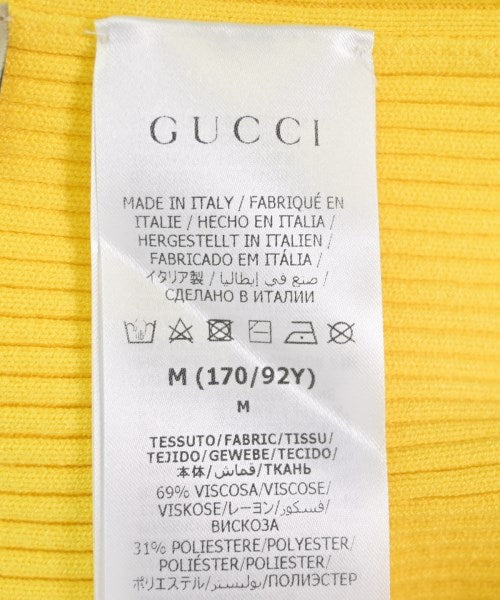 GUCCI
MADE IN ITALY / FABRIQUÉ EN
ITALIE / HECHO EN ITALIA /
HERGESTELLT IN ITALIEN /
FABRICADO EM ITÁLIA /
イタリア製 / صنع في إيطاليا /
СДЕЛАНО В ИТАЛИИ
M (170/92Y)
M
TESSUTO/FABRIC/TISSU/
TEJIDO/GEWEBE/TECIDO/
本体/قماش/ТКАНЬ
69% VISCOSA/VISCOSE/
VISKOSE/レーヨン/فسكوز/
ВИСКОЗА
31% POLIESTERE/POLYESTER/
POLIÉSTER/POLYESTER/
ポリエステル/بوليستر/ПОЛИЭСТЕР